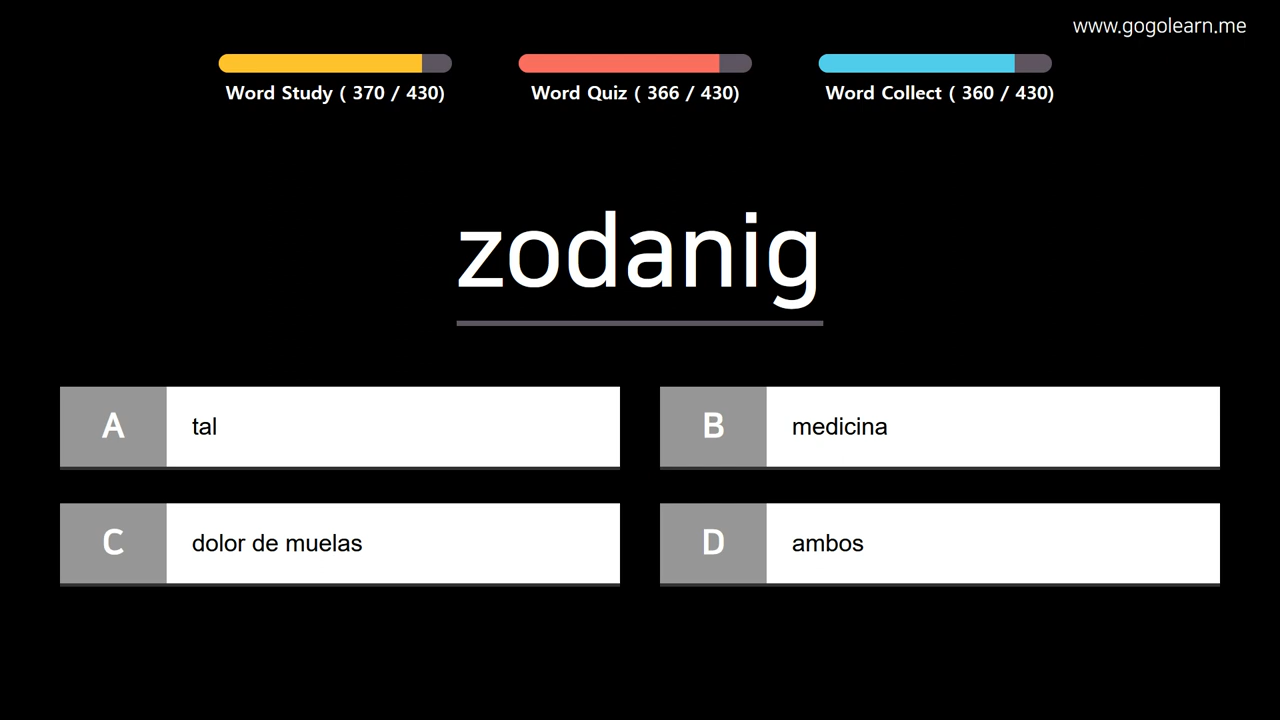 www.gogolearn.me
Word Study ( 370 / 430)
Word Quiz ( 366 / 430)
Word Collect ( 360 / 430)
zodanig
A tal
B medicina
C dolor de muelas
D ambos